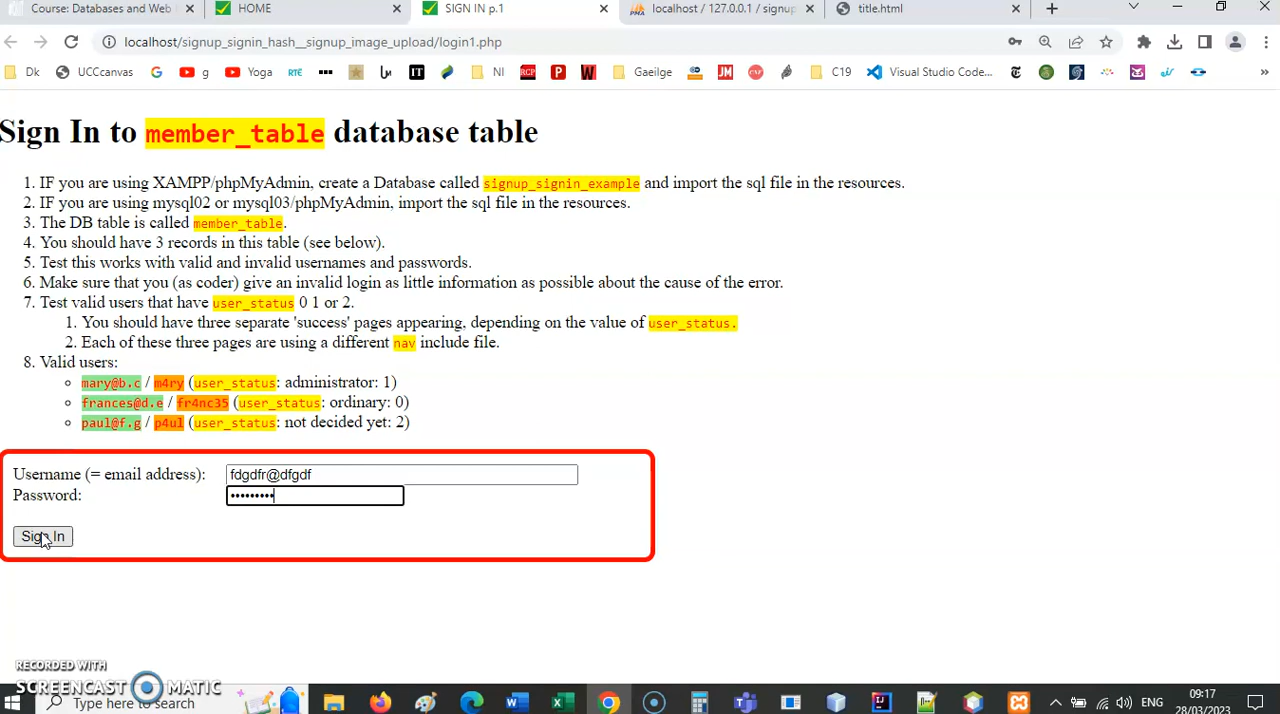 Course: Databases and Web
HOME
SIGN IN p.1
localhost / 127.0.0.1 / signup
title.html
localhost/signup_signin_hash__signup_image_upload/login1.php
Dk
UCCcanvas
g
Yoga
RTÉ
IT
NI
RCP
P
W
Gaeilge
JM
C19
Visual Studio Code...
Sign In to member_table database table
1. IF you are using XAMPP/phpMyAdmin, create a Database called signup_signin_example and import the sql file in the resources.
2. IF you are using mysql02 or mysql03/phpMyAdmin, import the sql file in the resources.
3. The DB table is called member_table.
4. You should have 3 records in this table (see below).
5. Test this works with valid and invalid usernames and passwords.
6. Make sure that you (as coder) give an invalid login as little information as possible about the cause of the error.
7. Test valid users that have user_status 0 1 or 2.
1. You should have three separate 'success' pages appearing, depending on the value of user_status.
2. Each of these three pages are using a different nav include file.
8. Valid users:
mary@b.c / m4ry (user_status: administrator: 1)
frances@d.e / fr4nc35 (user_status: ordinary: 0)
paul@f.g / p4ul (user_status: not decided yet: 2)
Username (= email address): fdgdfr@dfgdf
Password: •••••••••
Sign In
RECORDED WITH
SCREENCAST MATIC
Type here to search
ENG
09:17
28/03/2023